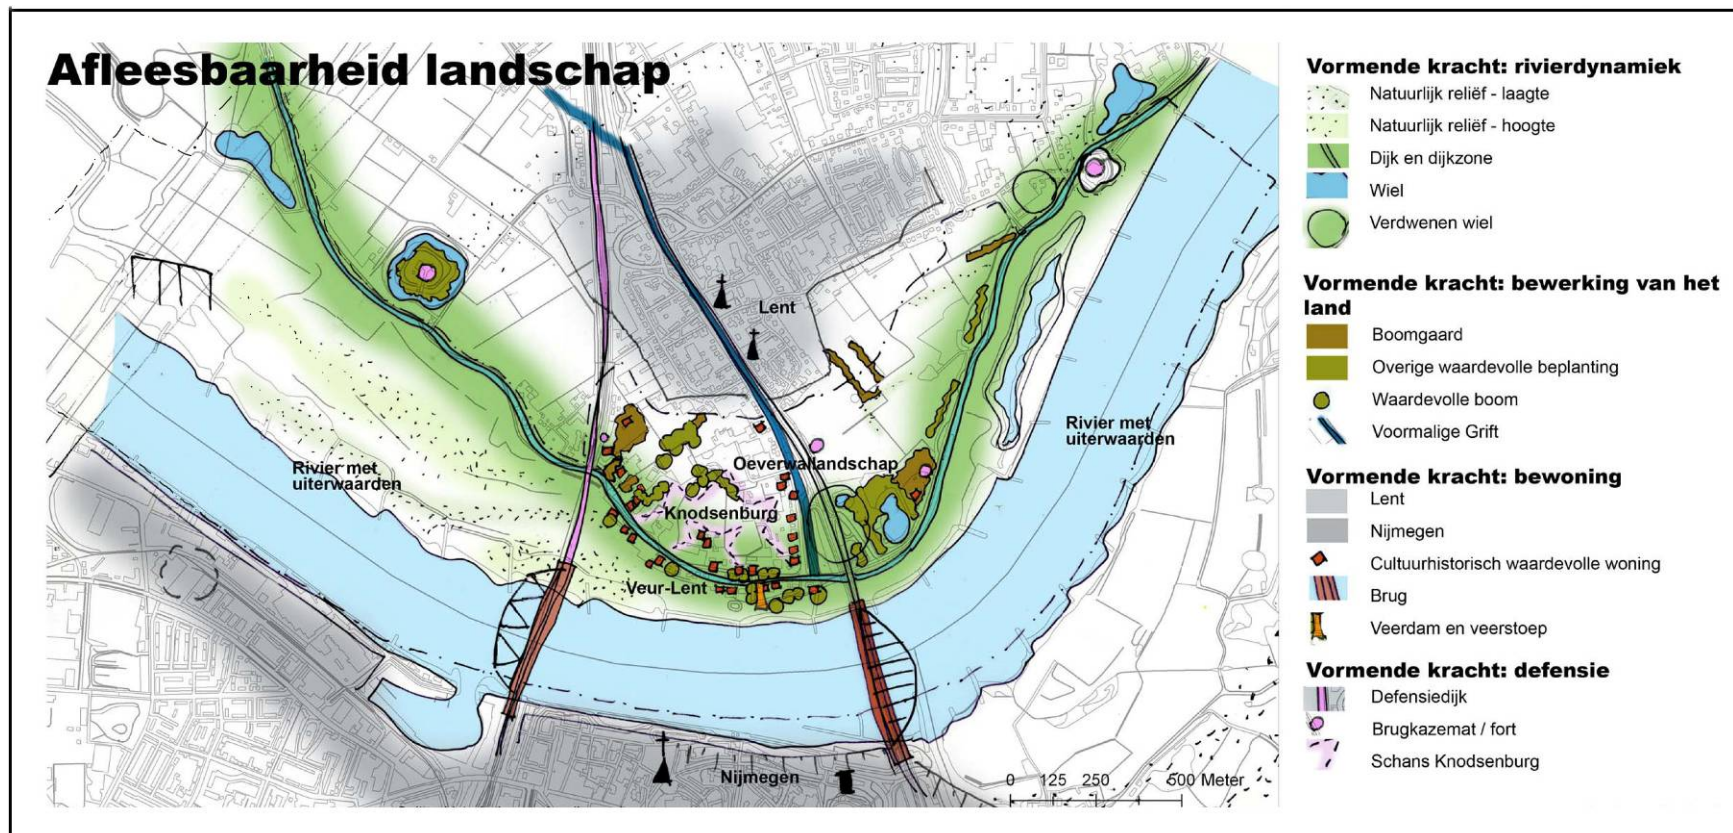 Afleesbaarheid landschap
Lent
Rivier met
uiterwaarden
Rivier met
uiterwaarden
Oeverwallandschap
Knodsenburg
Veur-Lent
Nijmegen
0 125 250 500 Meter
Vormende kracht: rivierdynamiek
Natuurlijk reliëf - laagte
Natuurlijk reliëf - hoogte
Dijk en dijkzone
Wiel
Verdwenen wiel
Vormende kracht: bewerking van het
land
Boomgaard
Overige waardevolle beplanting
Waardevolle boom
Voormalige Grift
Vormende kracht: bewoning
Lent
Nijmegen
Cultuurhistorisch waardevolle woning
Brug
Veerdam en veerstoep
Vormende kracht: defensie
Defensiedijk
Brugkazemat / fort
Schans Knodsenburg